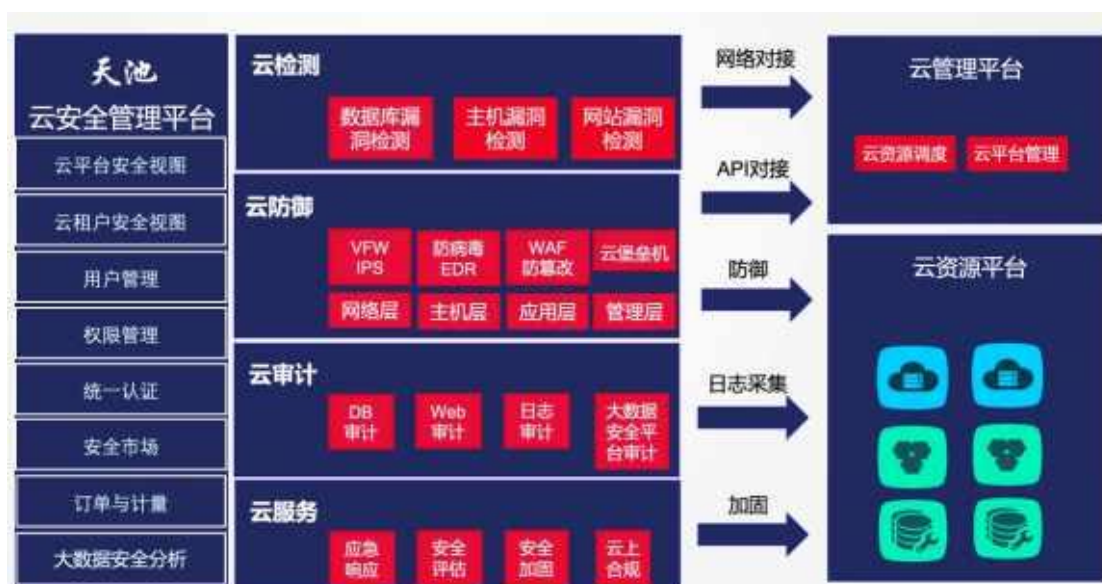 天池
云安全管理平台
云平台安全视图
云租户安全视图
用户管理
权限管理
统一认证
安全市场
订单与计量
大数据安全分析
云检测
数据库漏
洞检测
主机漏洞
检测
网站漏洞
检测
云防御
VFW
IPS
防病毒
EDR
WAF
防篡改
云堡垒机
网络层
主机层
应用层
管理层
云审计
DB
审计
Web
审计
日志
审计
大数据
安全平
台审计
云服务
应急
响应
安全
评估
安全
加固
云上
合规
网络对接
API对接
防御
日志采集
加固
云管理平台
云资源调度
云平台管理
云资源平台